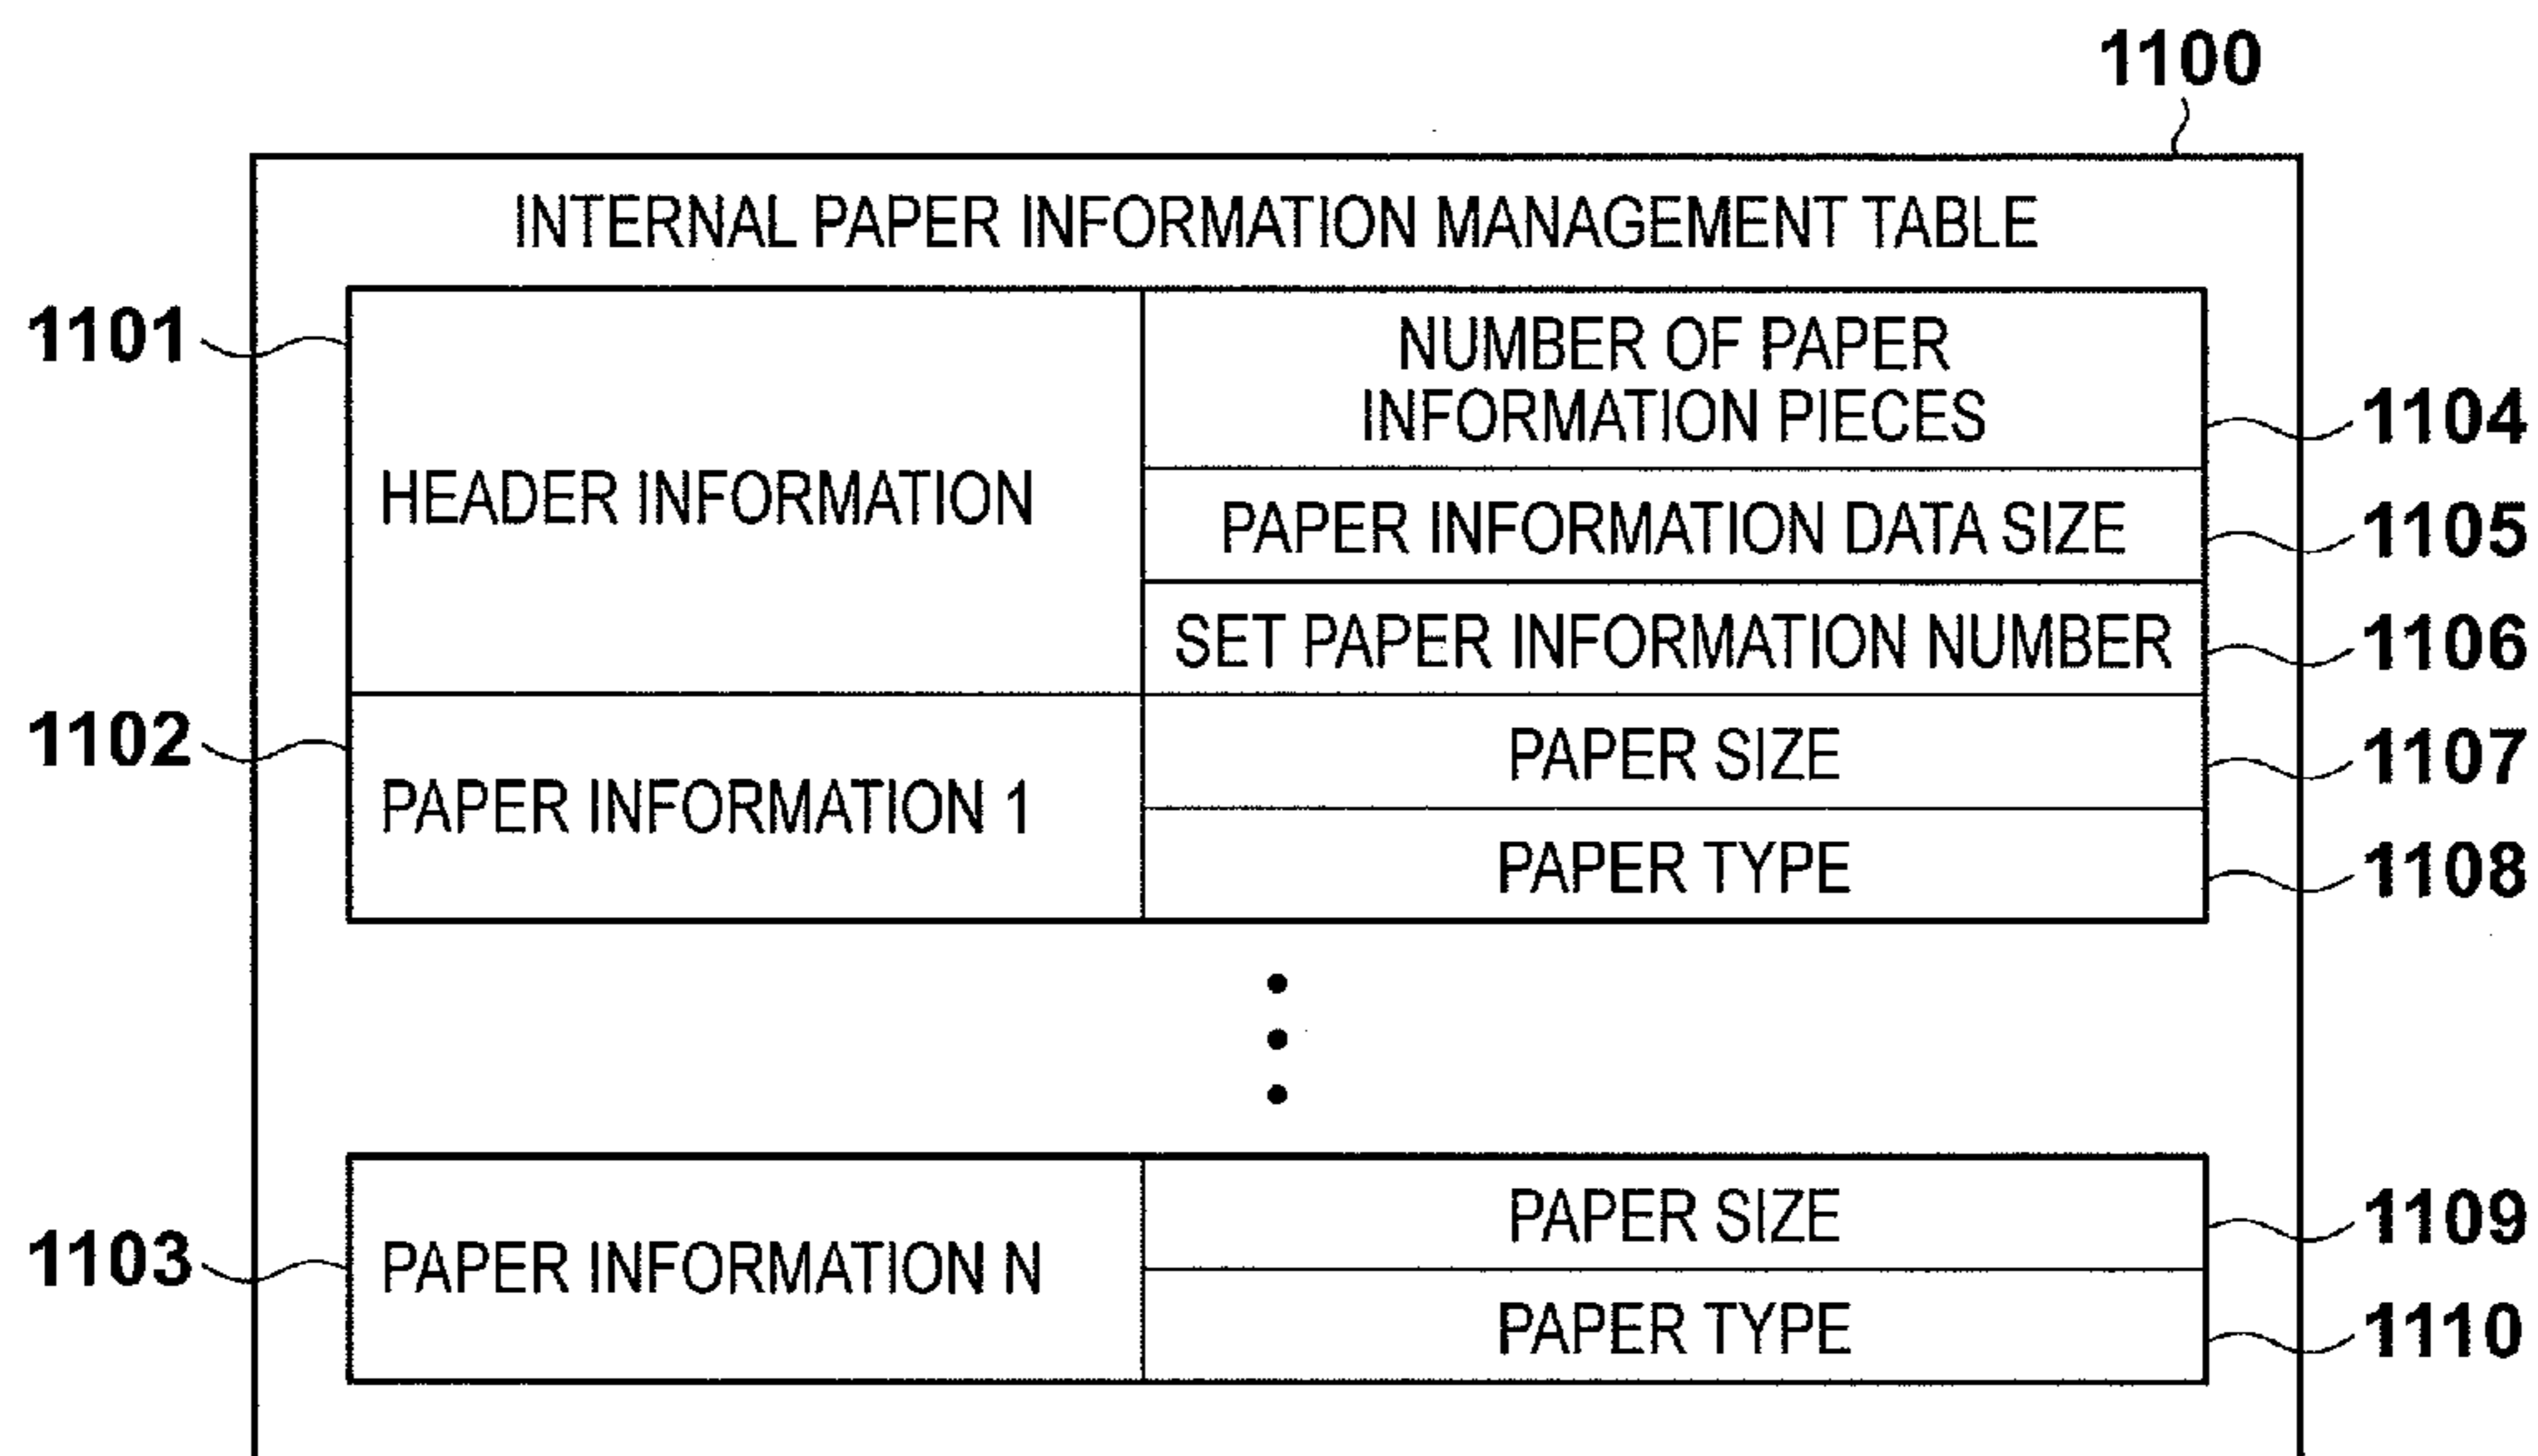 1100
INTERNAL PAPER INFORMATION MANAGEMENT TABLE
1101
HEADER INFORMATION
NUMBER OF PAPER
INFORMATION PIECES
1104
PAPER INFORMATION DATA SIZE
1105
SET PAPER INFORMATION NUMBER
1106
1102
PAPER INFORMATION 1
PAPER SIZE
1107
PAPER TYPE
1108
1103
PAPER INFORMATION N
PAPER SIZE
1109
PAPER TYPE
1110